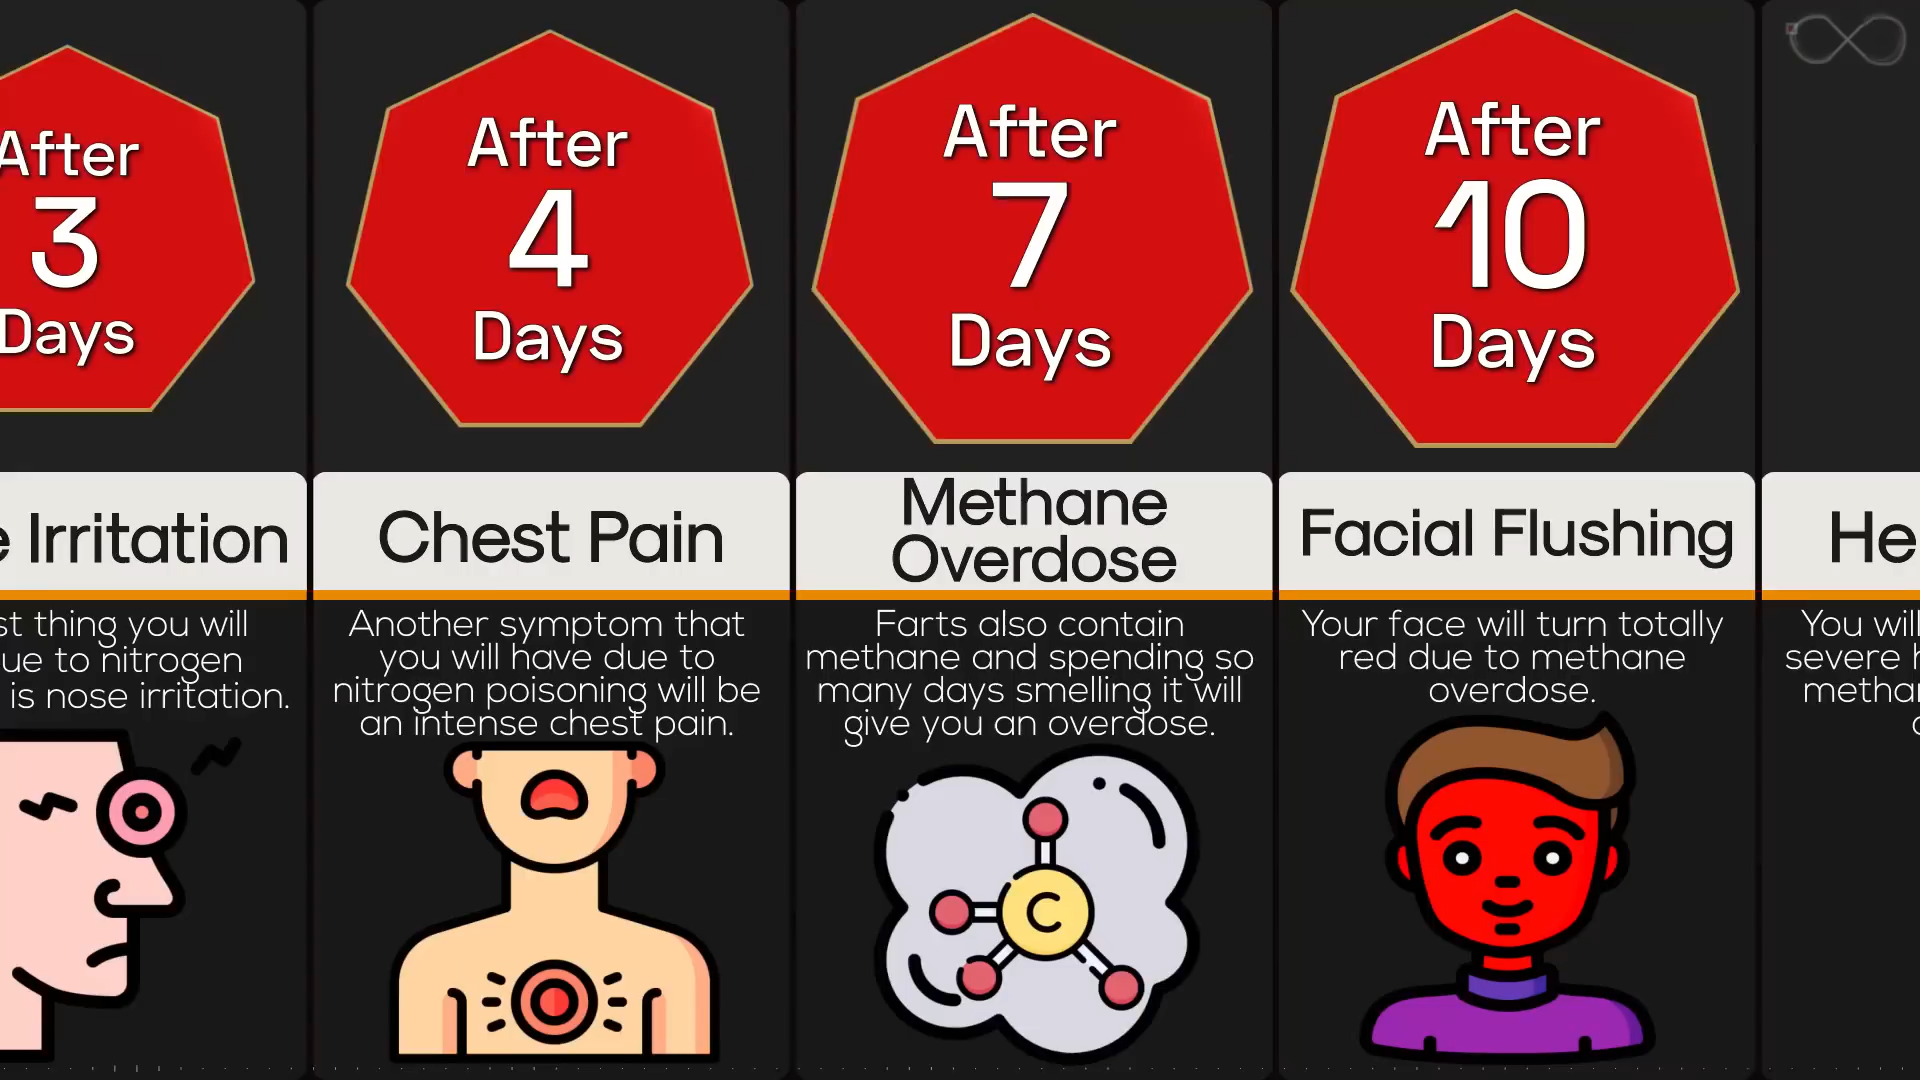 After
3
Days
Irritation
thing you will
to nitrogen
is nose irritation.
After
4
Days
Chest Pain
Another symptom that
you will have due to
nitrogen poisoning will be
an intense chest pain.
After
7
Days
Methane
Overdose
Farts also contain
methane and spending so
many days smelling it will
give you an overdose.
C
After
10
Days
Facial Flushing
Your face will turn totally
red due to methane
overdose.
You will
severe